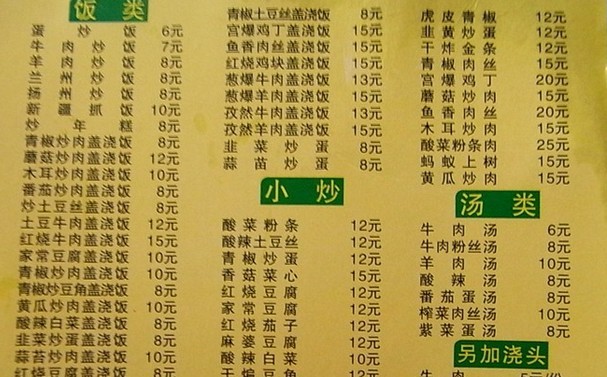 饭类
蛋炒饭 6元
牛肉炒饭 7元
羊肉炒饭 8元
兰州炒饭 8元
扬州炒饭 8元
新疆抓饭 10元
炒年糕 8元
青椒炒肉盖浇饭 8元
蘑菇炒肉盖浇饭 12元
木耳炒肉盖浇饭 10元
番茄炒肉盖浇饭 8元
炒土豆丝盖浇饭 8元
土豆牛肉盖浇饭 12元
红烧牛肉盖浇饭 15元
家常豆腐盖浇饭 10元
青椒炒肉盖浇饭 10元
青椒炒豆角盖浇饭 8元
黄瓜炒肉盖浇饭 10元
酸辣白菜盖浇饭 8元
韭菜炒蛋盖浇饭 8元
蒜苔炒肉盖浇饭 10元
红烧豆腐盖浇饭 8元
青椒土豆丝盖浇饭 8元
宫爆鸡丁盖浇饭 15元
鱼香肉丝盖浇饭 15元
红烧鸡块盖浇饭 15元
葱爆牛肉盖浇饭 13元
葱爆羊肉盖浇饭 15元
孜然牛肉盖浇饭 13元
孜然羊肉盖浇饭 15元
韭菜炒蛋 8元
蒜苗炒蛋 8元
小炒
酸菜粉条 12元
酸辣土豆丝 12元
青椒炒蛋 12元
香菇菜心 15元
红烧豆腐 12元
家常豆腐 12元
红烧茄子 12元
麻婆豆腐 12元
酸辣白菜 10元
干煸豆角 12元
虎皮青椒 12元
韭黄炒蛋 12元
干炸金条 12元
青椒肉丝 15元
宫爆鸡丁 20元
蘑菇炒肉 15元
鱼香肉丝 20元
木耳炒肉 15元
酸菜粉条肉 25元
蚂蚁上树 15元
黄瓜炒肉 15元
汤类
牛肉汤 6元
牛肉粉丝汤 8元
羊肉汤 10元
酸辣汤 8元
番茄蛋汤 8元
榨菜肉丝汤 10元
紫菜蛋汤 8元
另加浇头
牛肉 5元/份